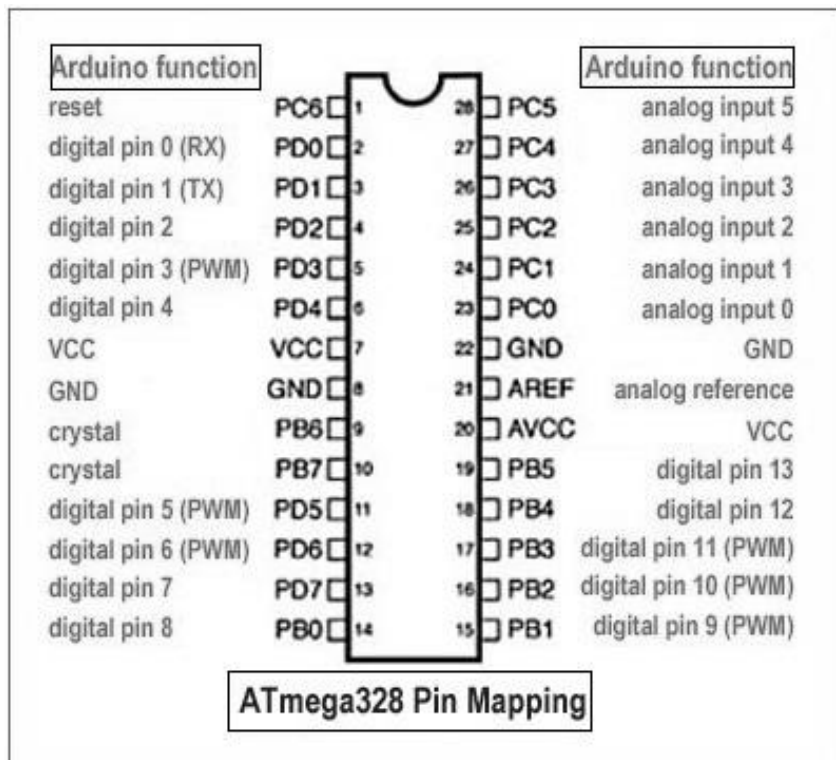 Arduino function Arduino function
reset PC6 1 28 PC5 analog input 5
digital pin 0 (RX) PD0 2 27 PC4 analog input 4
digital pin 1 (TX) PD1 3 26 PC3 analog input 3
digital pin 2 PD2 4 25 PC2 analog input 2
digital pin 3 (PWM) PD3 5 24 PC1 analog input 1
digital pin 4 PD4 6 23 PC0 analog input 0
VCC VCC 7 22 GND GND
GND GND 8 21 AREF analog reference
crystal PB6 9 20 AVCC VCC
crystal PB7 10 19 PB5 digital pin 13
digital pin 5 (PWM) PD5 11 18 PB4 digital pin 12
digital pin 6 (PWM) PD6 12 17 PB3 digital pin 11 (PWM)
digital pin 7 PD7 13 16 PB2 digital pin 10 (PWM)
digital pin 8 PB0 14 15 PB1 digital pin 9 (PWM)
ATmega328 Pin Mapping